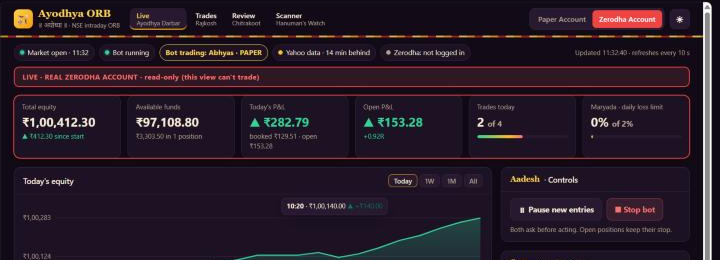 Ayodhya ORB
॥ अयोध्या ॥ · NSE intraday ORB
Live
Ayodhya Darbar
Trades
Rajkosh
Review
Chitrakoot
Scanner
Hanuman's Watch
Paper Account
Zerodha Account
Market open · 11:32
Bot running
Bot trading: Abhyas · PAPER
Yahoo data · 14 min behind
Zerodha: not logged in
Updated 11:32:40 · refreshes every 10 s
LIVE · REAL ZERODHA ACCOUNT - read-only (this view can't trade)
Total equity
₹1,00,412.30
▲ ₹412.30 since start
Available funds
₹97,108.80
₹3,303.50 in 1 position
Today's P&L
▲ ₹282.79
booked ₹129.51 · open
₹153.28
Open P&L
▲ ₹153.28
+0.92R
Trades today
2 of 4
Maryada · daily loss limit
0% of 2%
Today's equity
Today
1W
1M
All
10:20 · ₹1,00,140.00 ▲ +₹140.00
₹1,00,283
₹1,00,124
Aadesh · Controls
Pause new entries
Stop bot
Both ask before acting. Open positions keep their stop.